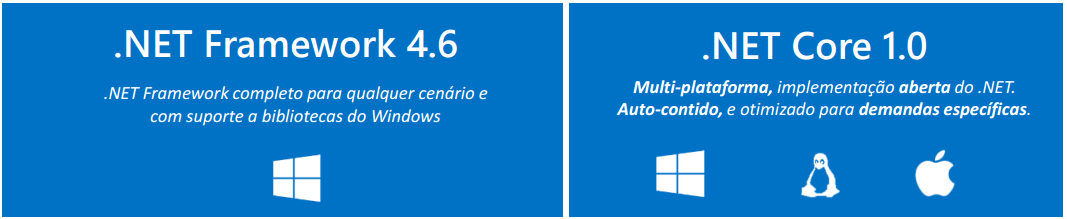 .NET Framework 4.6
.NET Framework completo para qualquer cenário e
com suporte a bibliotecas do Windows
.NET Core 1.0
Multi-plataforma, implementação aberta do .NET.
Auto-contido, e otimizado para demandas específicas.